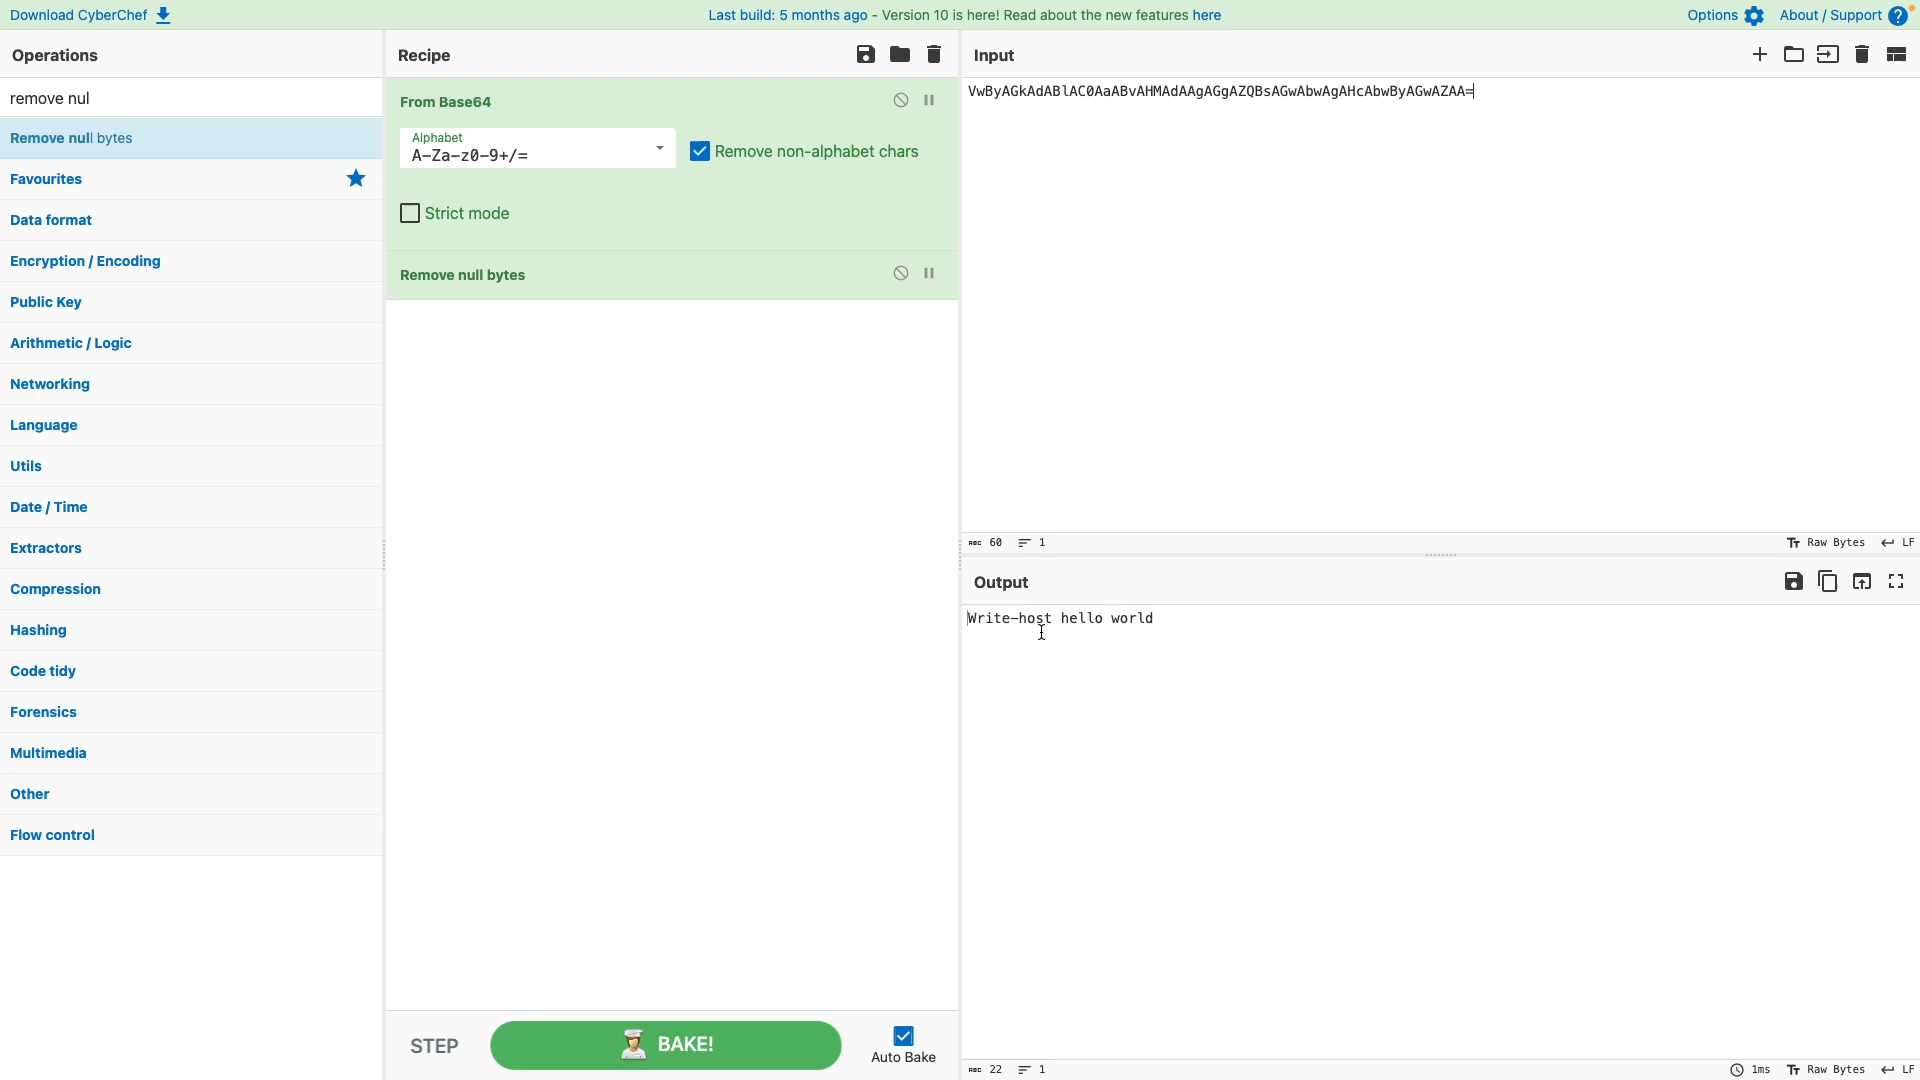 Download CyberChef
Last build: 5 months ago - Version 10 is here! Read about the new features here
Options
About / Support
Operations
remove nul
Remove null bytes
Favourites
Data format
Encryption / Encoding
Public Key
Arithmetic / Logic
Networking
Language
Utils
Date / Time
Extractors
Compression
Hashing
Code tidy
Forensics
Multimedia
Other
Flow control
Recipe
From Base64
Alphabet
A-Za-z0-9+/=
Remove non-alphabet chars
Strict mode
Remove null bytes
STEP
BAKE!
Auto Bake
Input
VwByAGkAdABlAC0AaABvAHMAdAAgAGgAZQBsAGwAbwAgAHcAbwByAGwAZAA=
ABC 60 1
Raw Bytes LF
Output
Write-host hello world
ABC 22 1
1ms Raw Bytes LF